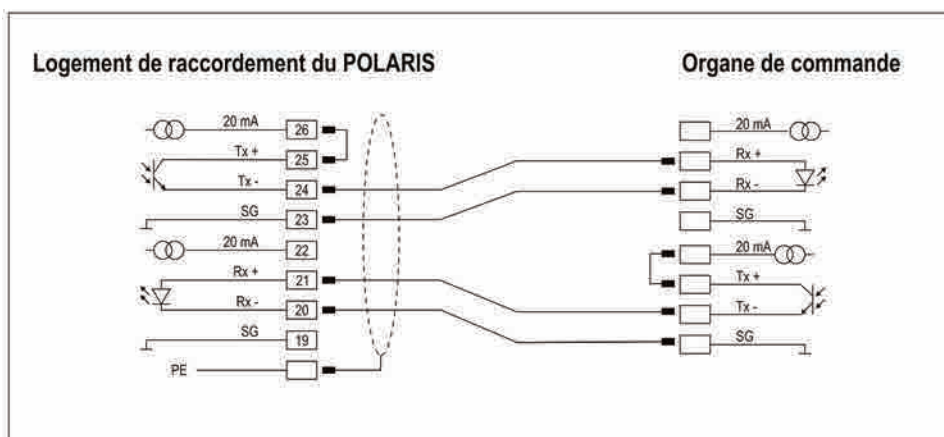 Logement de raccordement du POLARIS
Organe de commande
20 mA 26
Tx + 25
Tx - 24
SG 23
20 mA 22
Rx + 21
Rx - 20
SG 19
PE
20 mA
Rx +
Rx -
SG
20 mA
Tx +
Tx -
SG